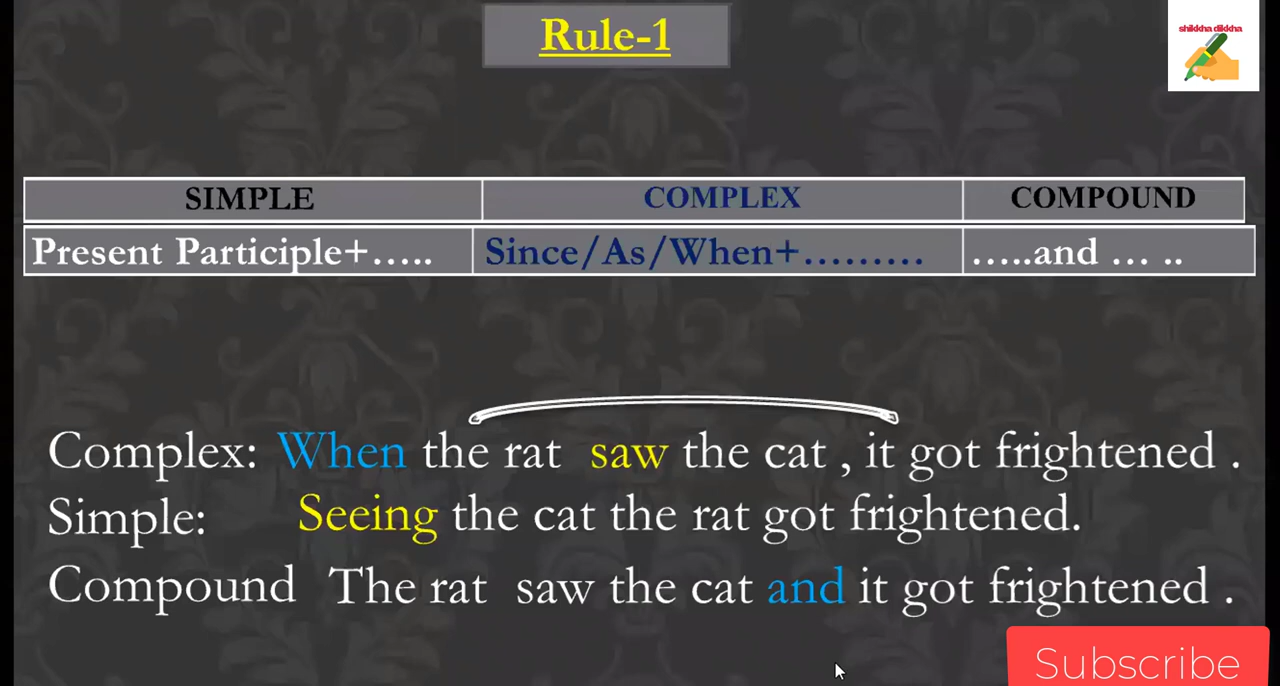 Rule-1
shikkha dikkha
SIMPLE COMPLEX COMPOUND
Present Participle+..... Since/As/When+......... .....and ... ..
Complex: When the rat saw the cat , it got frightened .
Simple: Seeing the cat the rat got frightened.
Compound The rat saw the cat and it got frightened .
Subscribe